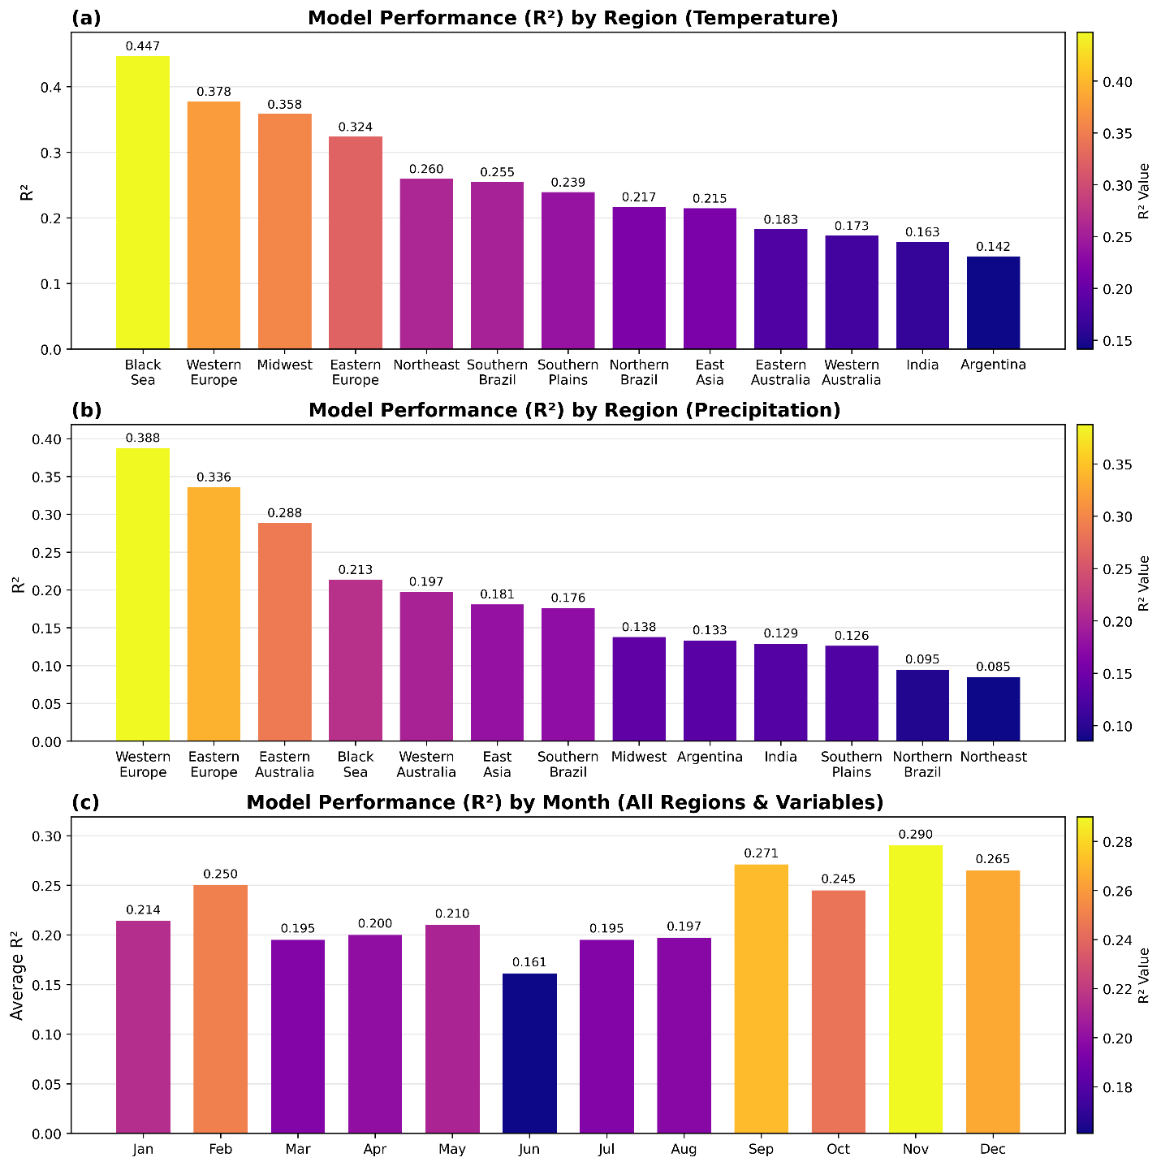 (a)
Model Performance (R²) by Region (Temperature)
R²
0.4
0.3
0.2
0.1
0.0
0.447
0.378
0.358
0.324
0.260
0.255
0.239
0.217
0.215
0.183
0.173
0.163
0.142
Black
Sea
Western
Europe
Midwest
Eastern
Europe
Northeast
Southern
Brazil
Southern
Plains
Northern
Brazil
East
Asia
Eastern
Australia
Western
Australia
India
Argentina
0.40
0.35
0.30
0.25
0.20
0.15
R² Value
(b)
Model Performance (R²) by Region (Precipitation)
R²
0.40
0.35
0.30
0.25
0.20
0.15
0.10
0.05
0.00
0.388
0.336
0.288
0.213
0.197
0.181
0.176
0.138
0.133
0.129
0.126
0.095
0.085
Western
Europe
Eastern
Europe
Eastern
Australia
Black
Sea
Western
Australia
East
Asia
Southern
Brazil
Midwest
Argentina
India
Southern
Plains
Northern
Brazil
Northeast
0.35
0.30
0.25
0.20
0.15
0.10
R² Value
(c)
Model Performance (R²) by Month (All Regions & Variables)
Average R²
0.30
0.25
0.20
0.15
0.10
0.05
0.00
0.214
0.250
0.195
0.200
0.210
0.161
0.195
0.197
0.271
0.245
0.290
0.265
Jan
Feb
Mar
Apr
May
Jun
Jul
Aug
Sep
Oct
Nov
Dec
0.28
0.26
0.24
0.22
0.20
0.18
R² Value